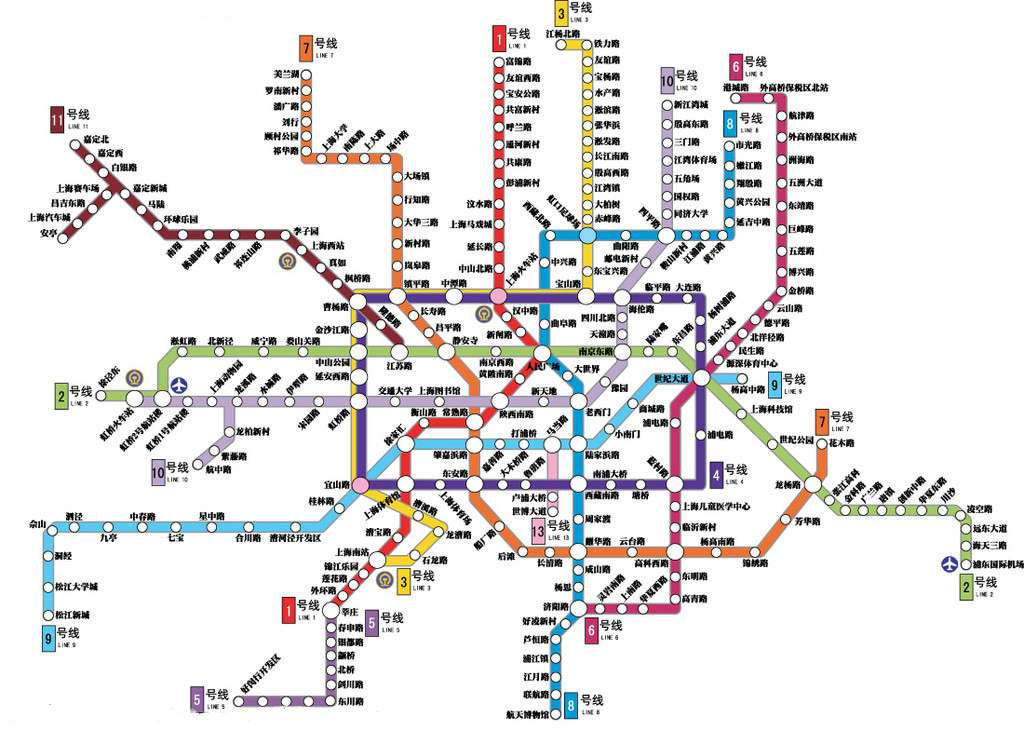 3 号线
LINE 3
江杨北路
铁力路
友谊路
宝杨路
水产路
淞滨路
张华浜
淞发路
长江南路
殷高西路
江湾镇
大柏树
赤峰路
虹口足球场
东宝兴路
宝山路
1 号线
LINE 1
富锦路
友谊西路
宝安公路
共富新村
呼兰路
通河新村
共康路
彭浦新村
汶水路
上海马戏城
延长路
中山北路
上海火车站
7 号线
LINE 7
美兰湖
罗南新村
潘广路
刘行
顾村公园
祁华路
上海大学
南陈路
上大路
场中路
大场镇
行知路
大华三路
新村路
岚皋路
镇平路
中潭路
10 号线
LINE 10
新江湾城
殷高东路
三门路
江湾体育场
五角场
国权路
同济大学
四平路
邮电新村
海伦路
6 号线
LINE 6
港城路
外高桥保税区北站
航津路
外高桥保税区南站
洲海路
五洲大道
东靖路
巨峰路
五莲路
博兴路
金桥路
云山路
德平路
北洋径路
民生路
源深体育中心
世纪大道
8 号线
LINE 8
市光路
嫩江路
翔殷路
黄兴公园
延吉中路
黄兴路
江浦路
鞍山新村
曲阳路
西藏北路
中兴路
曲阜路
11 号线
LINE 11
嘉定北
嘉定西
白银路
上海赛车场
昌吉东路
上海汽车城
安亭
嘉定新城
马陆
环球乐园
南翔
桃浦新村
武威路
祁连山路
李子园
上海西站
真如
枫桥路
曹杨路
隆德路
江苏路
长寿路
昌平路
静安寺
汉中路
新闸路
人民广场
四川北路
天潼路
南京东路
临平路
大连路
杨树浦路
浦东大道
陆家嘴
东昌路
金沙江路
中山公园
延安西路
虹桥路
淞虹路
北新泾
威宁路
娄山关路
南京西路
黄陂南路
大世界
豫园
老西门
2 号线
LINE 2
徐泾东
虹桥火车站
虹桥2号航站楼
虹桥1号航站楼
上海动物园
龙溪路
水城路
伊犁路
宋园路
交通大学
上海图书馆
陕西南路
新天地
龙柏新村
紫藤路
航中路
10 号线
LINE 10
衡山路
常熟路
徐家汇
肇嘉浜路
打浦桥
马当路
陆家浜路
小南门
商城路
9 号线
LINE 9
杨高中路
上海科技馆
世纪公园
7 号线
LINE 7
花木路
龙杨路
芳华路
锦绣路
杨高南路
高科西路
云台路
耀华路
长清路
后滩
船厂路
东安路
嘉善路
大木桥路
鲁班路
卢浦大桥
世博大道
13 号线
LINE 13
西藏南路
南浦大桥
塘桥
浦电路
浦电路
蓝村路
4 号线
LINE 4
上海儿童医学中心
临沂新村
东明路
高青路
华夏西路
上南路
灵岩南路
济阳路
6 号线
LINE 6
周家渡
成山路
杨思
好凌新村
芦恒路
浦江镇
江月路
联航路
航天博物馆
8 号线
LINE 8
张江高科
金科路
广兰路
唐镇
创新中路
华夏东路
川沙
凌空路
远东大道
海天三路
浦东国际机场
2 号线
LINE 2
宜山路
桂林路
漕河泾开发区
合川路
星中路
七宝
中春路
九亭
泗泾
佘山
洞泾
松江大学城
松江新城
9 号线
LINE 9
上海体育馆
上海体育场
漕溪路
龙漕路
石龙路
3 号线
LINE 3
漕宝路
上海南站
锦江乐园
莲花路
外环路
1 号线
LINE 1
莘庄
5 号线
LINE 5
春申路
银都路
颛桥
北桥
剑川路
东川路
5 号线
LINE 5